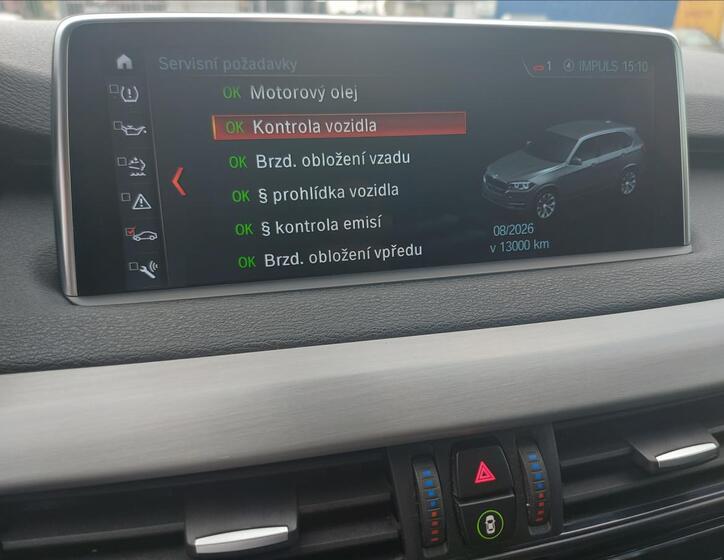 Servisní požadavky
1 IMPULS 15:10
OK Motorový olej
OK Kontrola vozidla
OK Brzd. obložení vzadu
OK § prohlídka vozidla
OK § kontrola emisí
OK Brzd. obložení vpředu
08/2026
v 13000 km